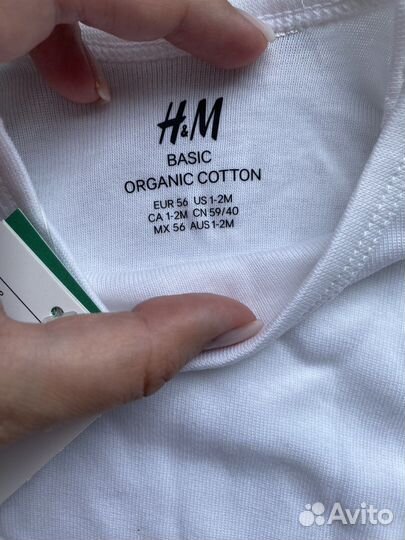 H&M
BASIC
ORGANIC COTTON
EUR 56 US 1-2M
CA 1-2M CN 59/40
MX 56 AUS 1-2M
Avito